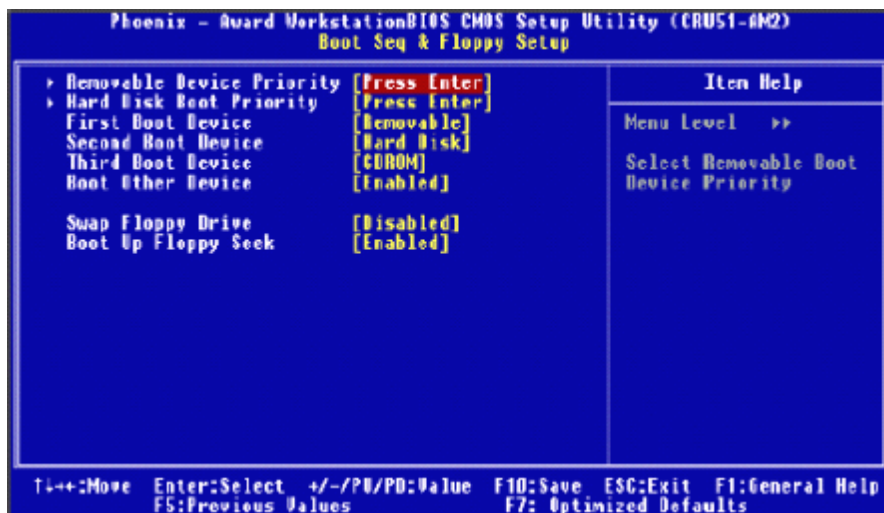 Phoenix - Award WorkstationBIOS CMOS Setup Utility (CRU51-AM2)
Boot Seq & Floppy Setup
Removable Device Priority [Press Enter]
Hard Disk Boot Priority [Press Enter]
First Boot Device [Removable]
Second Boot Device [Hard Disk]
Third Boot Device [CDROM]
Boot Other Device [Enabled]
Swap Floppy Drive [Disabled]
Boot Up Floppy Seek [Enabled]
Item Help
Menu Level ▸▸
Select Removable Boot
Device Priority
↑↓→←:Move Enter:Select +/-/PU/PD:Value F10:Save ESC:Exit F1:General Help
F5:Previous Values F7: Optimized Defaults